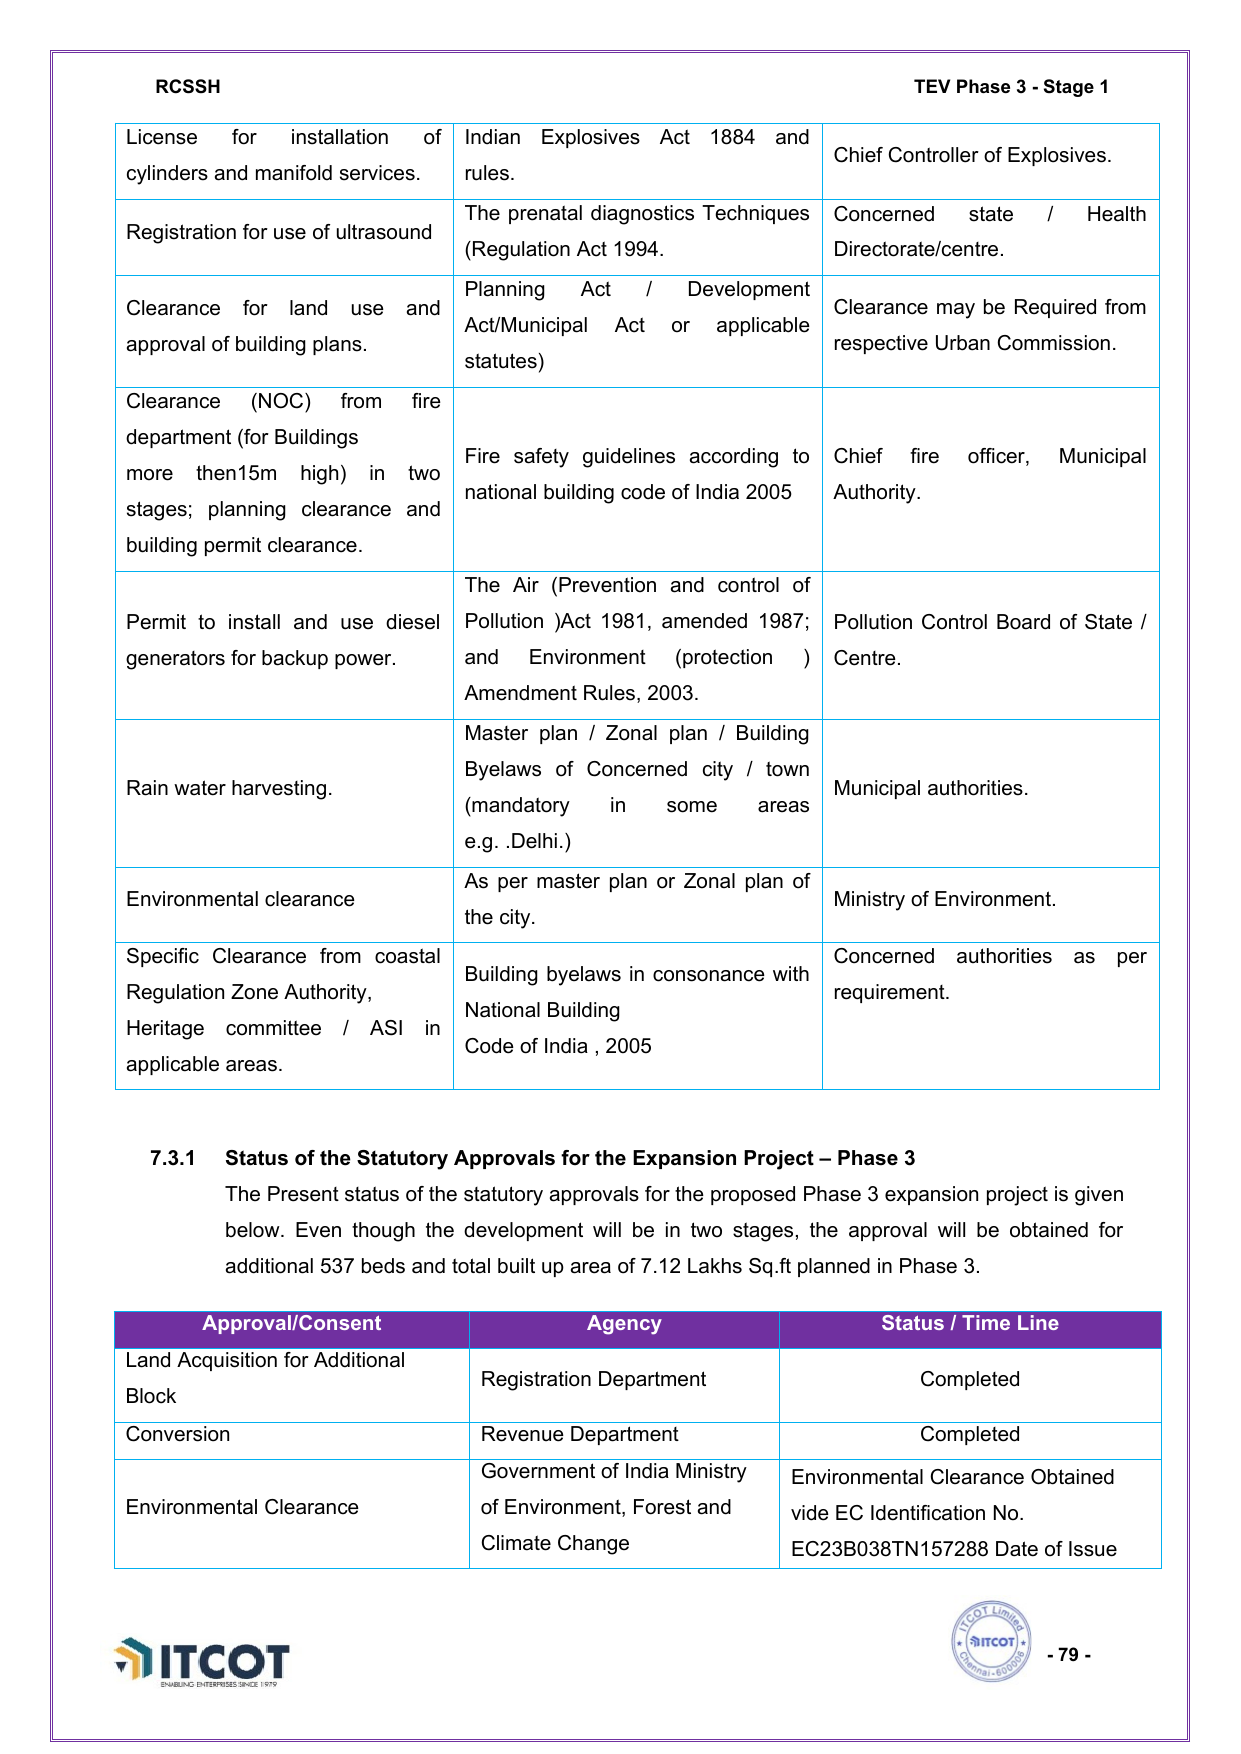 RCSSH TEV Phase 3 - Stage 1
License for installation of
cylinders and manifold services.
Indian Explosives Act 1884 and
rules.
Chief Controller of Explosives.
Registration for use of ultrasound
The prenatal diagnostics Techniques
(Regulation Act 1994.
Concerned state / Health
Directorate/centre.
Clearance for land use and
approval of building plans.
Planning Act / Development
Act/Municipal Act or applicable
statutes)
Clearance may be Required from
respective Urban Commission.
Clearance (NOC) from fire
department (for Buildings
more then15m high) in two
stages; planning clearance and
building permit clearance.
Fire safety guidelines according to
national building code of India 2005
Chief fire officer, Municipal
Authority.
Permit to install and use diesel
generators for backup power.
The Air (Prevention and control of
Pollution )Act 1981, amended 1987;
and Environment (protection )
Amendment Rules, 2003.
Pollution Control Board of State /
Centre.
Rain water harvesting.
Master plan / Zonal plan / Building
Byelaws of Concerned city / town
(mandatory in some areas
e.g. .Delhi.)
Municipal authorities.
Environmental clearance
As per master plan or Zonal plan of
the city.
Ministry of Environment.
Specific Clearance from coastal
Regulation Zone Authority,
Heritage committee / ASI in
applicable areas.
Building byelaws in consonance with
National Building
Code of India , 2005
Concerned authorities as per
requirement.
7.3.1 Status of the Statutory Approvals for the Expansion Project – Phase 3
The Present status of the statutory approvals for the proposed Phase 3 expansion project is given
below. Even though the development will be in two stages, the approval will be obtained for
additional 537 beds and total built up area of 7.12 Lakhs Sq.ft planned in Phase 3.
Approval/Consent Agency Status / Time Line
Land Acquisition for Additional
Block
Registration Department
Completed
Conversion Revenue Department Completed
Environmental Clearance
Government of India Ministry
of Environment, Forest and
Climate Change
Environmental Clearance Obtained
vide EC Identification No.
EC23B038TN157288 Date of Issue
ITCOT
ENABLING ENTERPRISES SINCE 1979
ITCOT Limited
ITCOT
Chennai-600006
- 79 -